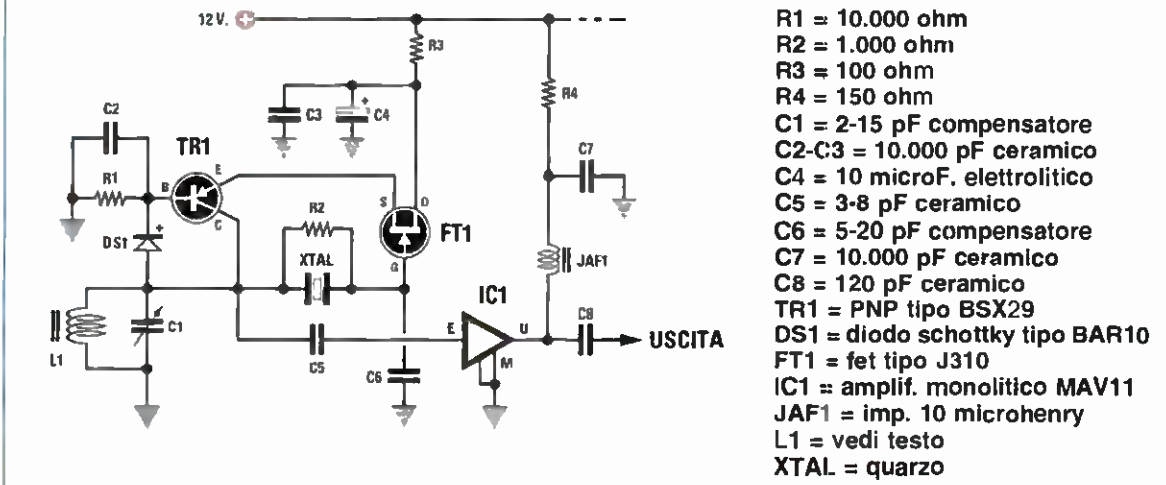 12 V.
R3
R4
C2
C3
C4
TR1
C7
R1
B
E
C
S
D
R2
FT1
DS1
XTAL
G
JAF1
IC1
C1
L1
C5
E
U
M
C8
USCITA
C6
R1 = 10.000 ohm
R2 = 1.000 ohm
R3 = 100 ohm
R4 = 150 ohm
C1 = 2-15 pF compensatore
C2-C3 = 10.000 pF ceramico
C4 = 10 microF. elettrolitico
C5 = 3-8 pF ceramico
C6 = 5-20 pF compensatore
C7 = 10.000 pF ceramico
C8 = 120 pF ceramico
TR1 = PNP tipo BSX29
DS1 = diodo schottky tipo BAR10
FT1 = fet tipo J310
IC1 = amplif. monolitico MAV11
JAF1 = imp. 10 microhenry
L1 = vedi testo
XTAL = quarzo